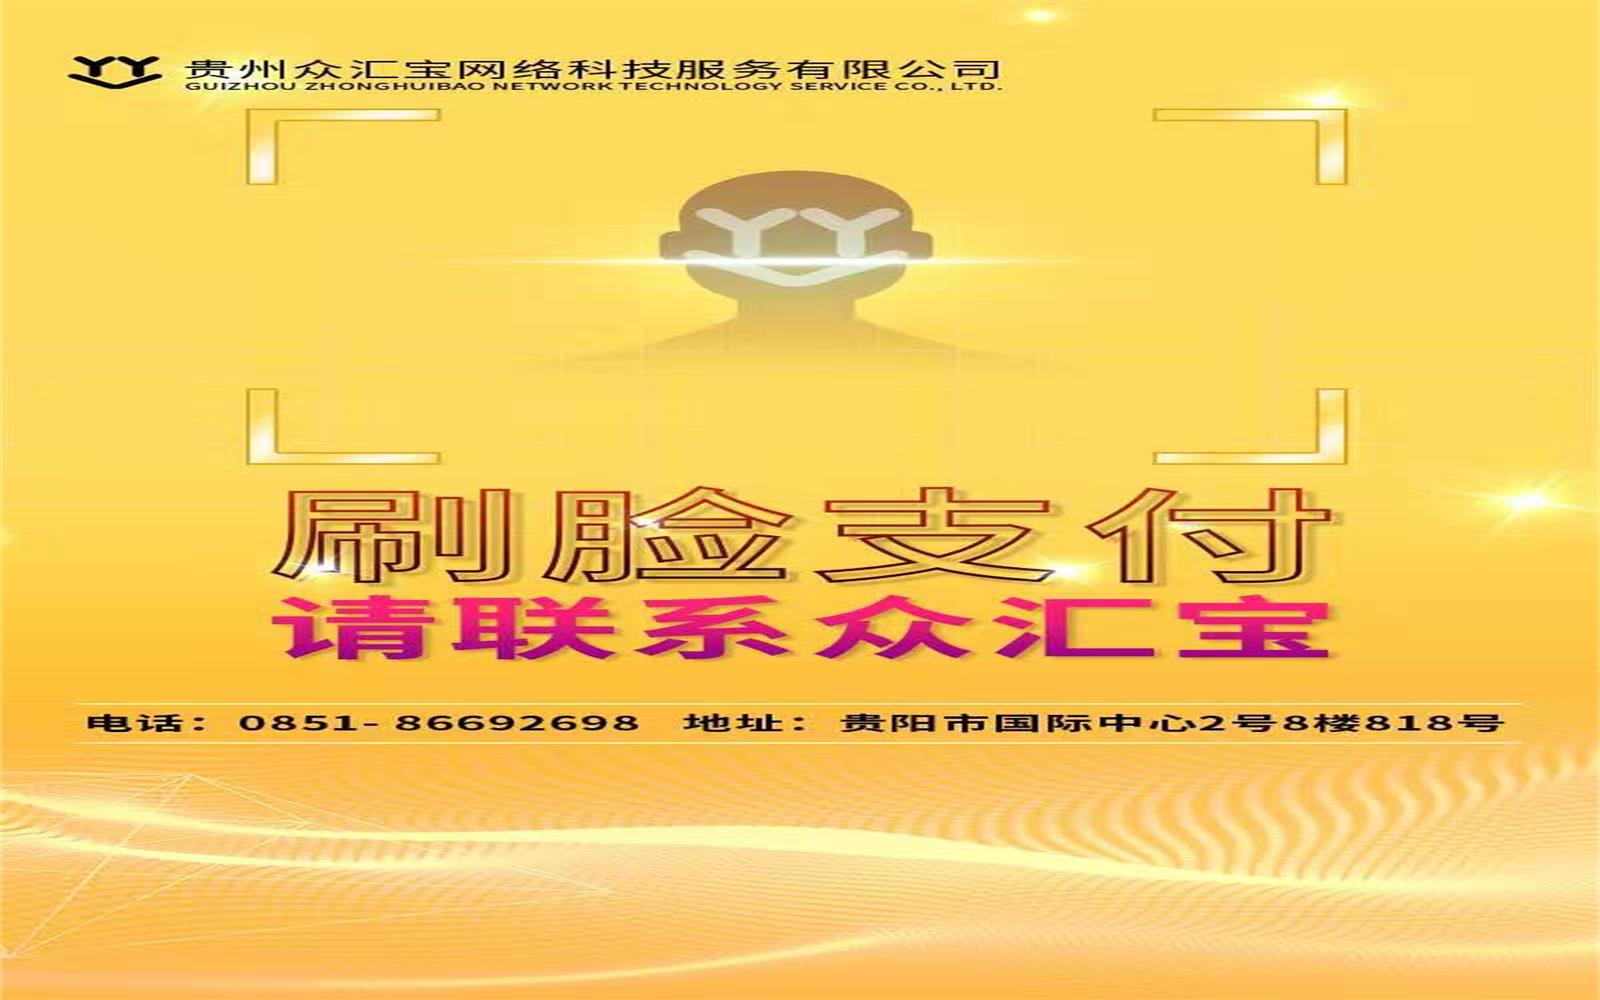 贵州众汇宝网络科技服务有限公司
GUIZHOU ZHONGHUIBAO NETWORK TECHNOLOGY SERVICE CO., LTD.
刷脸支付
请联系众汇宝
电话：0851-86692698 地址：贵阳市国际中心2号8楼818号